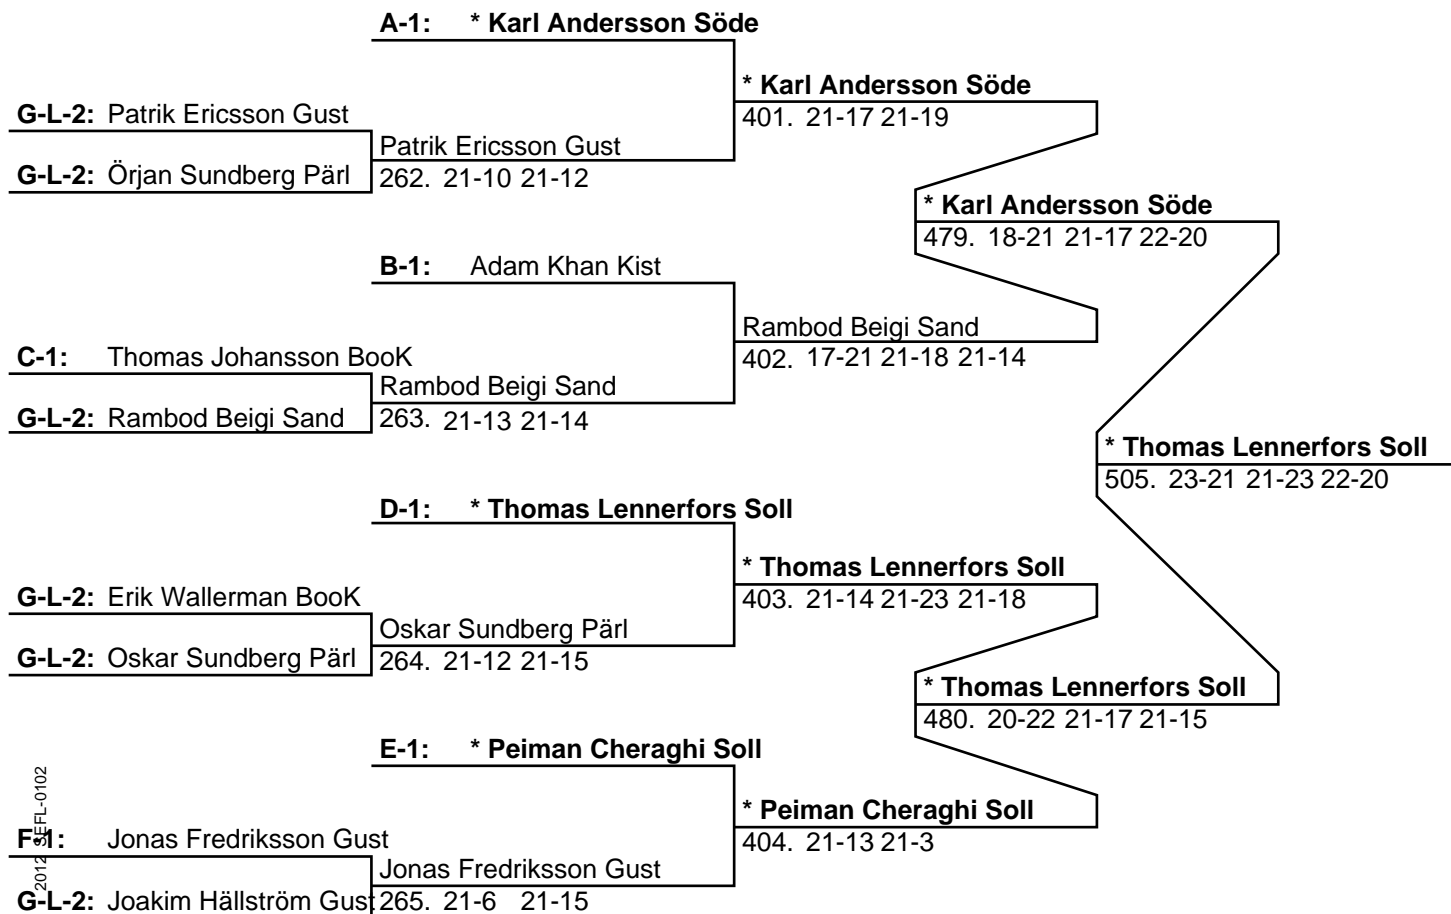 A-1: * Karl Andersson Söde
* Karl Andersson Söde
G-L-2: Patrik Ericsson Gust
401. 21-17 21-19
Patrik Ericsson Gust
G-L-2: Örjan Sundberg Pärl
262. 21-10 21-12
* Karl Andersson Söde
479. 18-21 21-17 22-20
B-1: Adam Khan Kist
Rambod Beigi Sand
C-1: Thomas Johansson BooK
402. 17-21 21-18 21-14
Rambod Beigi Sand
G-L-2: Rambod Beigi Sand
263. 21-13 21-14
* Thomas Lennerfors Soll
505. 23-21 21-23 22-20
D-1: * Thomas Lennerfors Soll
* Thomas Lennerfors Soll
G-L-2: Erik Wallerman BooK
403. 21-14 21-23 21-18
Oskar Sundberg Pärl
G-L-2: Oskar Sundberg Pärl
264. 21-12 21-15
* Thomas Lennerfors Soll
480. 20-22 21-17 21-15
E-1: * Peiman Cheraghi Soll
* Peiman Cheraghi Soll
F-1: Jonas Fredriksson Gust
404. 21-13 21-3
Jonas Fredriksson Gust
G-L-2: Joakim Hällström Gust
265. 21-6 21-15
2012 SEFL-0102